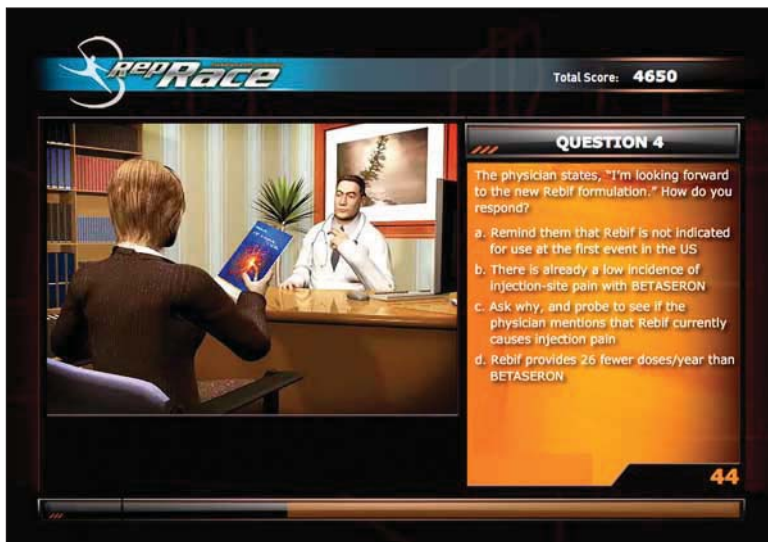 RepRace
Total Score: 4650
QUESTION 4
The physician states, "I'm looking forward
to the new Rebif formulation." How do you
respond?
a. Remind them that Rebif is not indicated
for use at the first event in the US
b. There is already a low incidence of
injection-site pain with BETASERON
c. Ask why, and probe to see if the
physician mentions that Rebif currently
causes injection pain
d. Rebif provides 26 fewer doses/year than
BETASERON
44